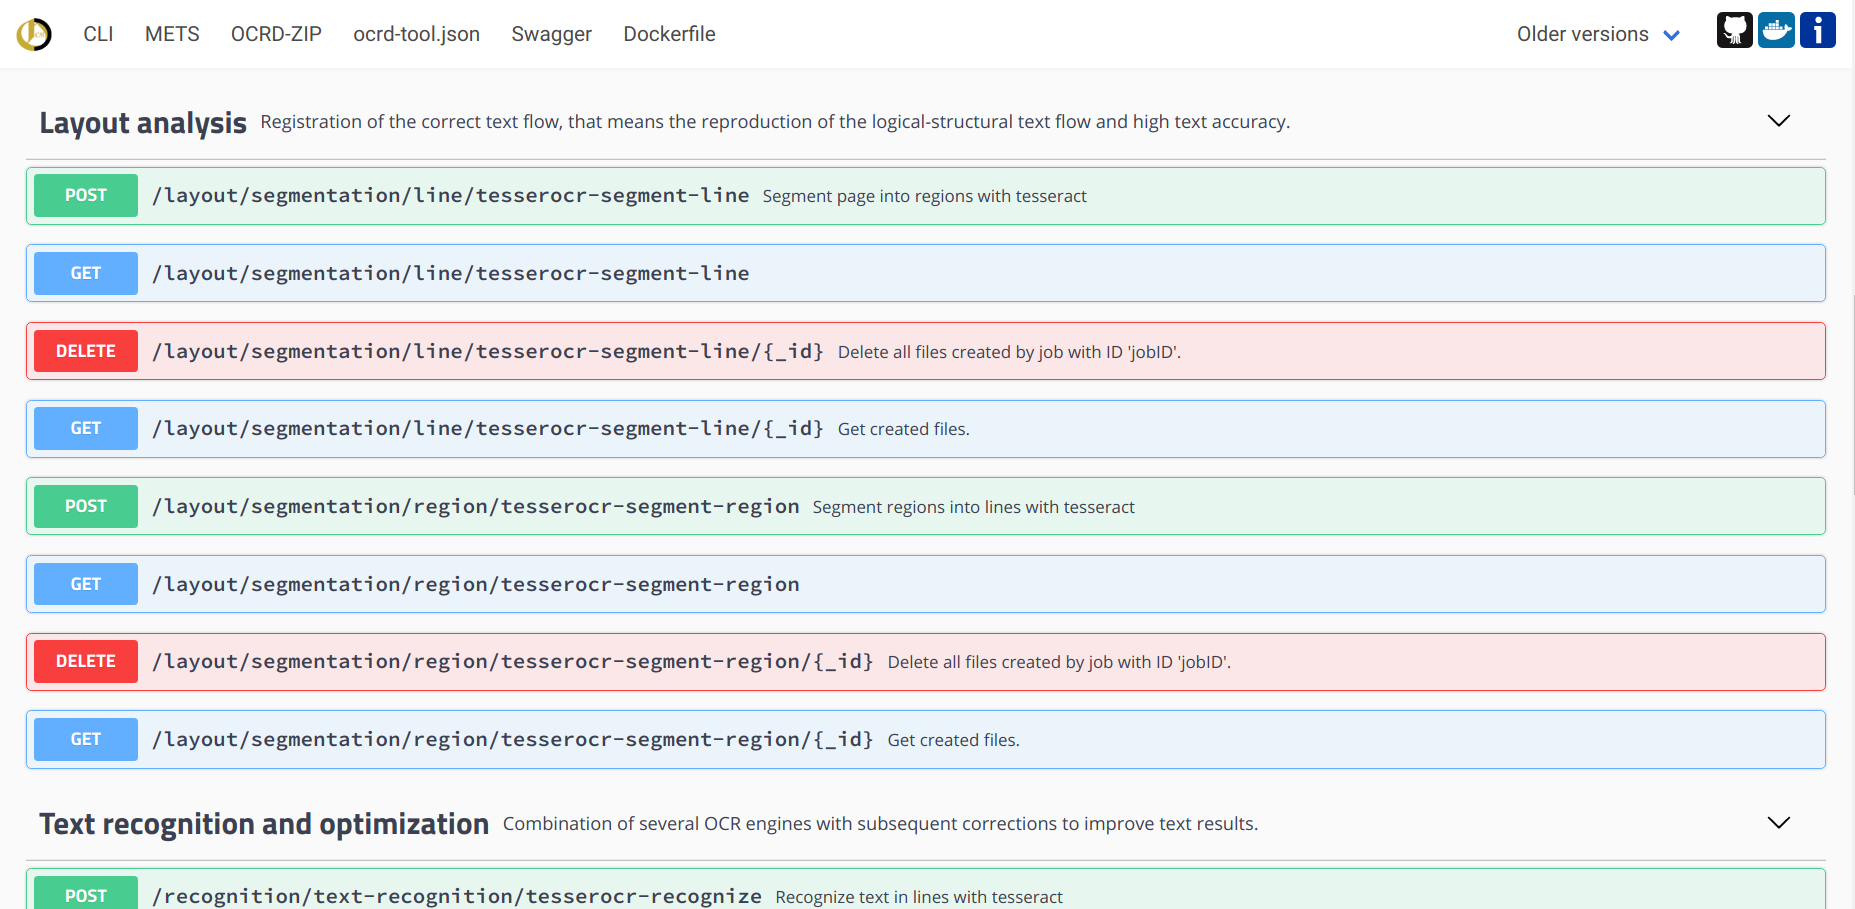 CLI METS OCRD-ZIP ocrd-tool.json Swagger Dockerfile Older versions
Layout analysis Registration of the correct text flow, that means the reproduction of the logical-structural text flow and high text accuracy.
POST /layout/segmentation/line/tesserocr-segment-line Segment page into regions with tesseract
GET /layout/segmentation/line/tesserocr-segment-line
DELETE /layout/segmentation/line/tesserocr-segment-line/{_id} Delete all files created by job with ID 'jobID'.
GET /layout/segmentation/line/tesserocr-segment-line/{_id} Get created files.
POST /layout/segmentation/region/tesserocr-segment-region Segment regions into lines with tesseract
GET /layout/segmentation/region/tesserocr-segment-region
DELETE /layout/segmentation/region/tesserocr-segment-region/{_id} Delete all files created by job with ID 'jobID'.
GET /layout/segmentation/region/tesserocr-segment-region/{_id} Get created files.
Text recognition and optimization Combination of several OCR engines with subsequent corrections to improve text results.
POST /recognition/text-recognition/tesserocr-recognize Recognize text in lines with tesseract